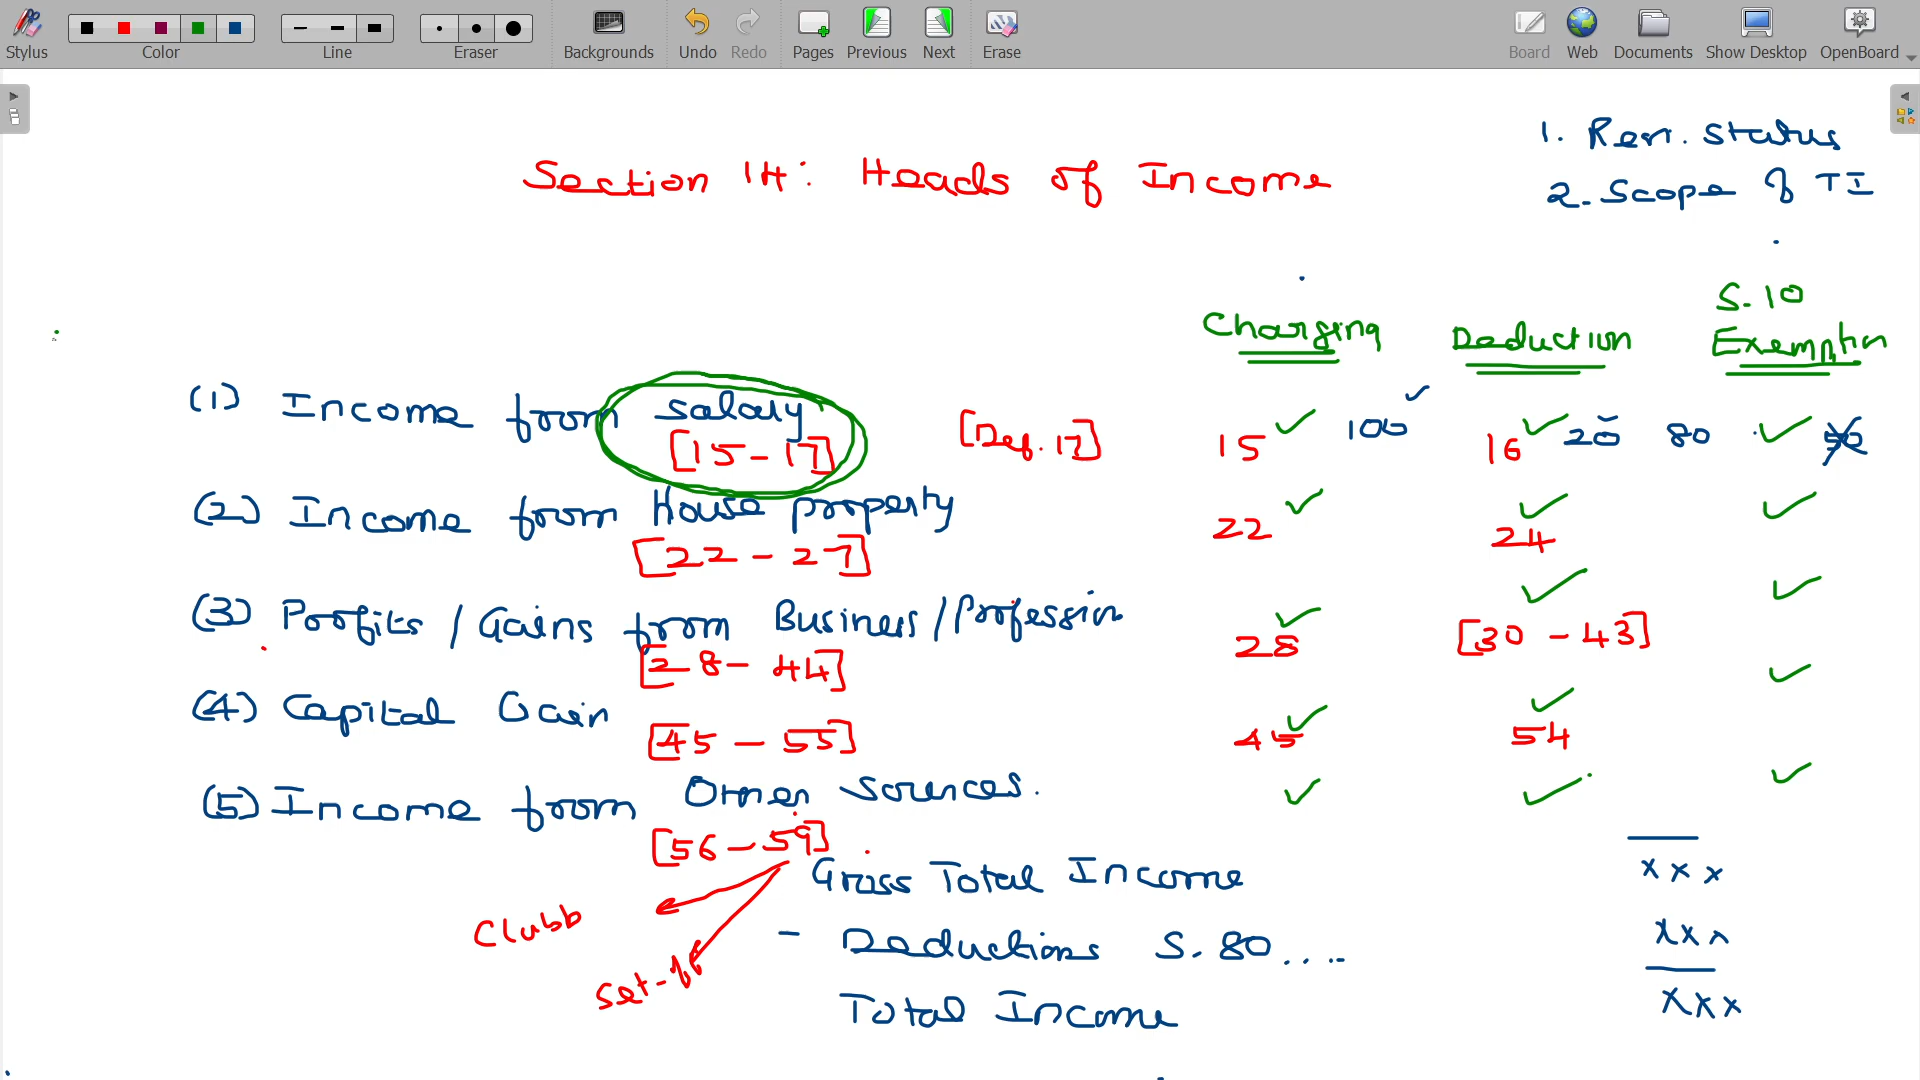 Stylus Color Line Eraser Backgrounds Undo Redo Pages Previous Next Erase Board Web Documents Show Desktop OpenBoard
1. Resi. Status
2. Scope of TI
Section 14: Heads of Income
S. 10
Charging Deduction Exemption
(1) Income from salary
[15 - 17] [Def. 17] 15 100 16 20 80
(2) Income from House property
[22 - 27] 22 24
(3) Profits / Gains from Business / Profession
[28 - 44] 28 [30 - 43]
(4) Capital Gain
[45 - 55] 45 54
(5) Income from Other sources.
[56 - 59]
Gross Total Income x x x
Clubb
- Deductions S. 80 .... x x x
Set-off
Total Income x x x